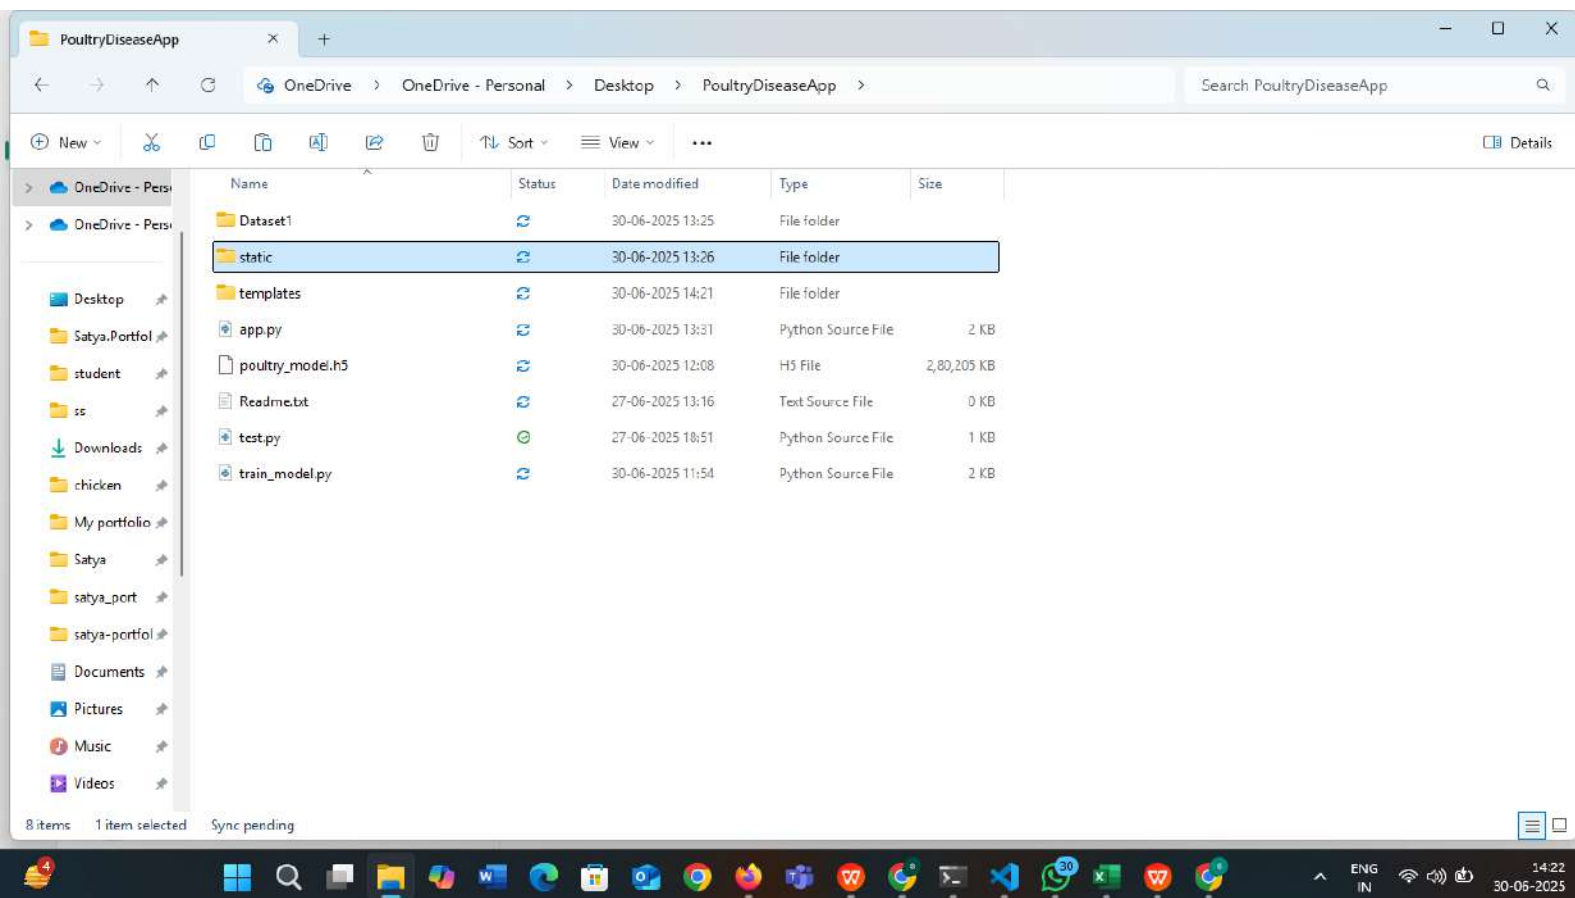 PoultryDiseaseApp
OneDrive > OneDrive - Personal > Desktop > PoultryDiseaseApp >
Search PoultryDiseaseApp
New
Sort
View
Details
Name Status Date modified Type Size
Dataset1 30-06-2025 13:25 File folder
static 30-06-2025 13:26 File folder
templates 30-06-2025 14:21 File folder
app.py 30-06-2025 13:31 Python Source File 2 KB
poultry_model.h5 30-06-2025 12:08 H5 File 2,80,205 KB
Readme.txt 27-06-2025 13:16 Text Source File 0 KB
test.py 27-06-2025 18:51 Python Source File 1 KB
train_model.py 30-06-2025 11:54 Python Source File 2 KB
OneDrive - Pers
OneDrive - Pers
Desktop
Satya.Portfol
student
ss
Downloads
chicken
My portfolio
Satya
satya_port
satya-portfol
Documents
Pictures
Music
Videos
8 items 1 item selected Sync pending
4
30
ENG
IN
14:22
30-06-2025